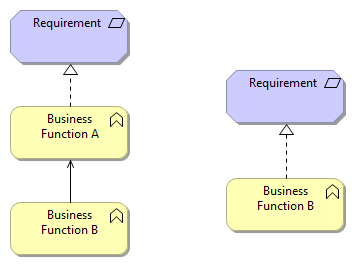 Requirement
Business
Function A
Business
Function B
Requirement
Business
Function B